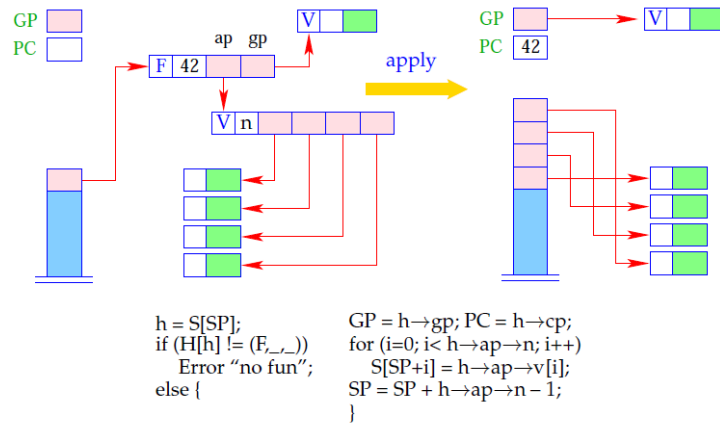 GP
PC
ap gp
F 42
V
V n
apply
GP
PC 42
V
h = S[SP];
if (H[h] != (F,_,_))
Error “no fun”;
else {
GP = h→gp; PC = h→cp;
for (i=0; i< h→ap→n; i++)
S[SP+i] = h→ap→v[i];
SP = SP + h→ap→n – 1;
}